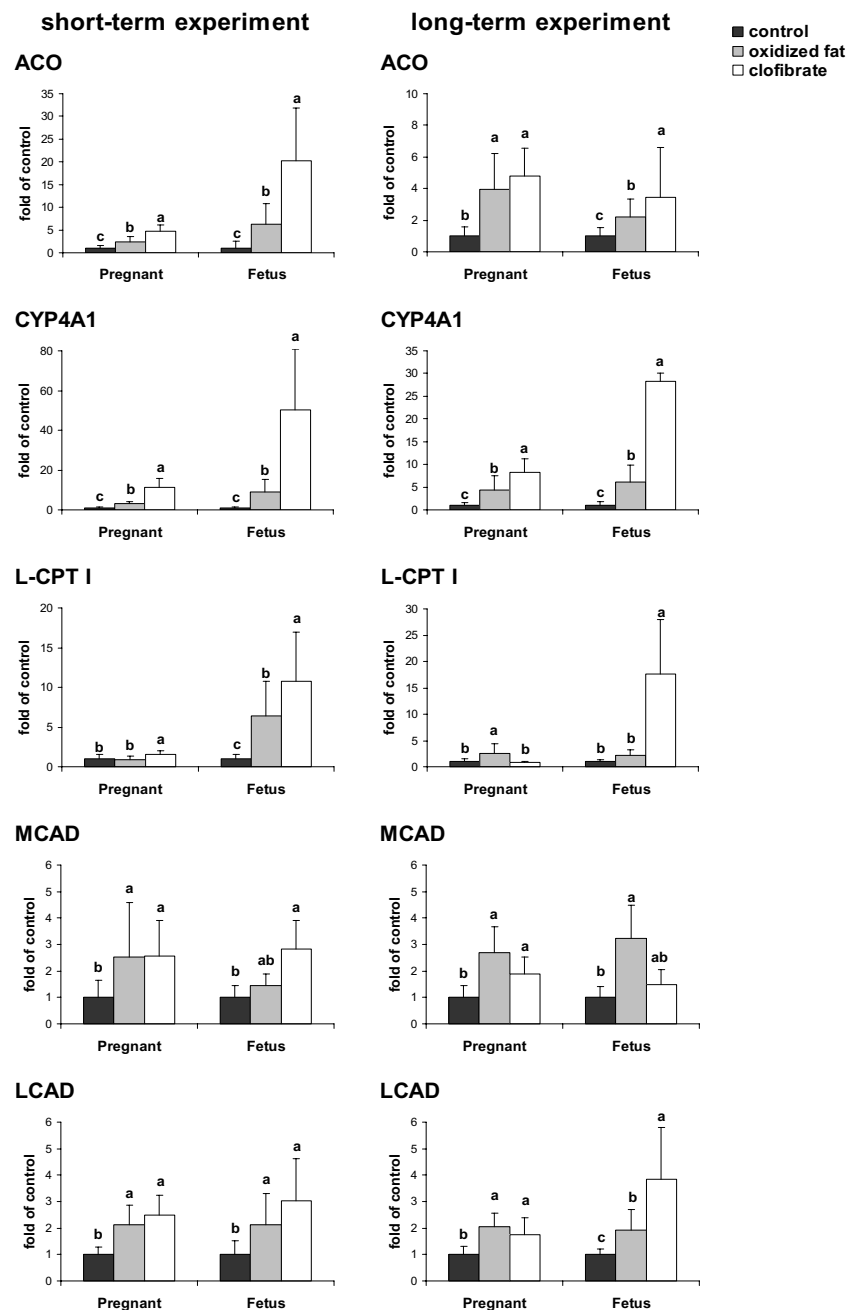 short-term experiment
long-term experiment
control
oxidized fat
clofibrate
ACO
fold of control
35
30
25
20
15
10
5
0
c b a
c b a
Pregnant Fetus
ACO
fold of control
10
8
6
4
2
0
b a a
c b a
Pregnant Fetus
CYP4A1
fold of control
80
60
40
20
0
c b a
c b a
Pregnant Fetus
CYP4A1
fold of control
35
30
25
20
15
10
5
0
c b a
c b a
Pregnant Fetus
L-CPT I
fold of control
20
15
10
5
0
b b a
c b a
Pregnant Fetus
L-CPT I
fold of control
30
25
20
15
10
5
0
b a b
b b a
Pregnant Fetus
MCAD
fold of control
6
5
4
3
2
1
0
b a a
b ab a
Pregnant Fetus
MCAD
fold of control
6
5
4
3
2
1
0
b a a
b a ab
Pregnant Fetus
LCAD
fold of control
6
5
4
3
2
1
0
b a a
b a a
Pregnant Fetus
LCAD
fold of control
6
5
4
3
2
1
0
b a a
c b a
Pregnant Fetus